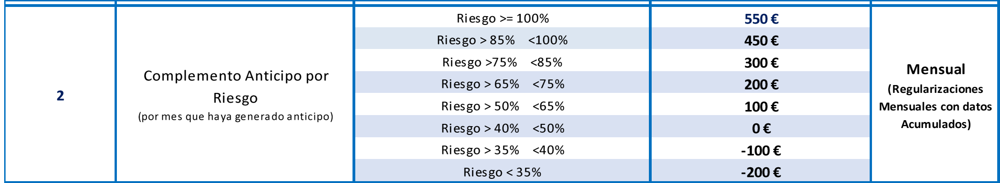 2
Complemento Anticipo por
Riesgo
(por mes que haya generado anticipo)
Riesgo >= 100%
550 €
Riesgo > 85% <100%
450 €
Riesgo >75% <85%
300 €
Riesgo > 65% <75%
200 €
Riesgo > 50% <65%
100 €
Riesgo > 40% <50%
0 €
Riesgo > 35% <40%
-100 €
Riesgo < 35%
-200 €
Mensual
(Regularizaciones
Mensuales con datos
Acumulados)